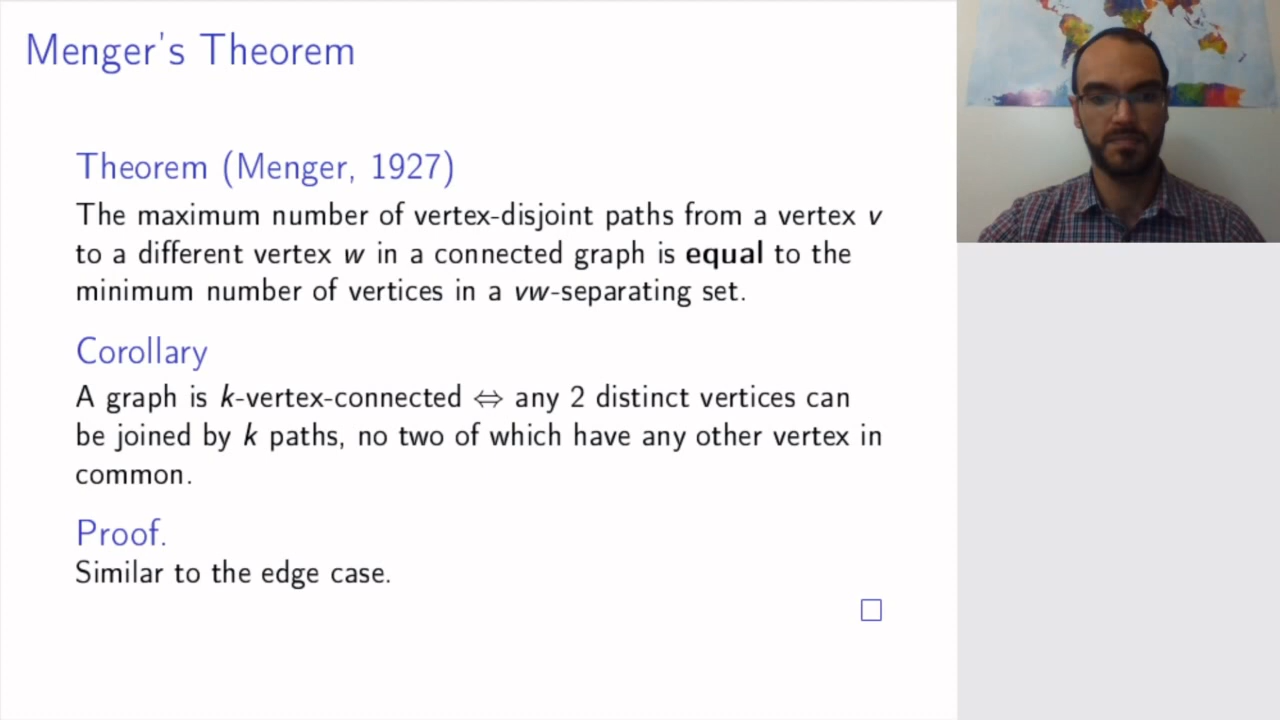 Menger's Theorem
Theorem (Menger, 1927)
The maximum number of vertex-disjoint paths from a vertex v
to a different vertex w in a connected graph is equal to the
minimum number of vertices in a vw-separating set.
Corollary
A graph is k-vertex-connected ⇔ any 2 distinct vertices can
be joined by k paths, no two of which have any other vertex in
common.
Proof.
Similar to the edge case.
□